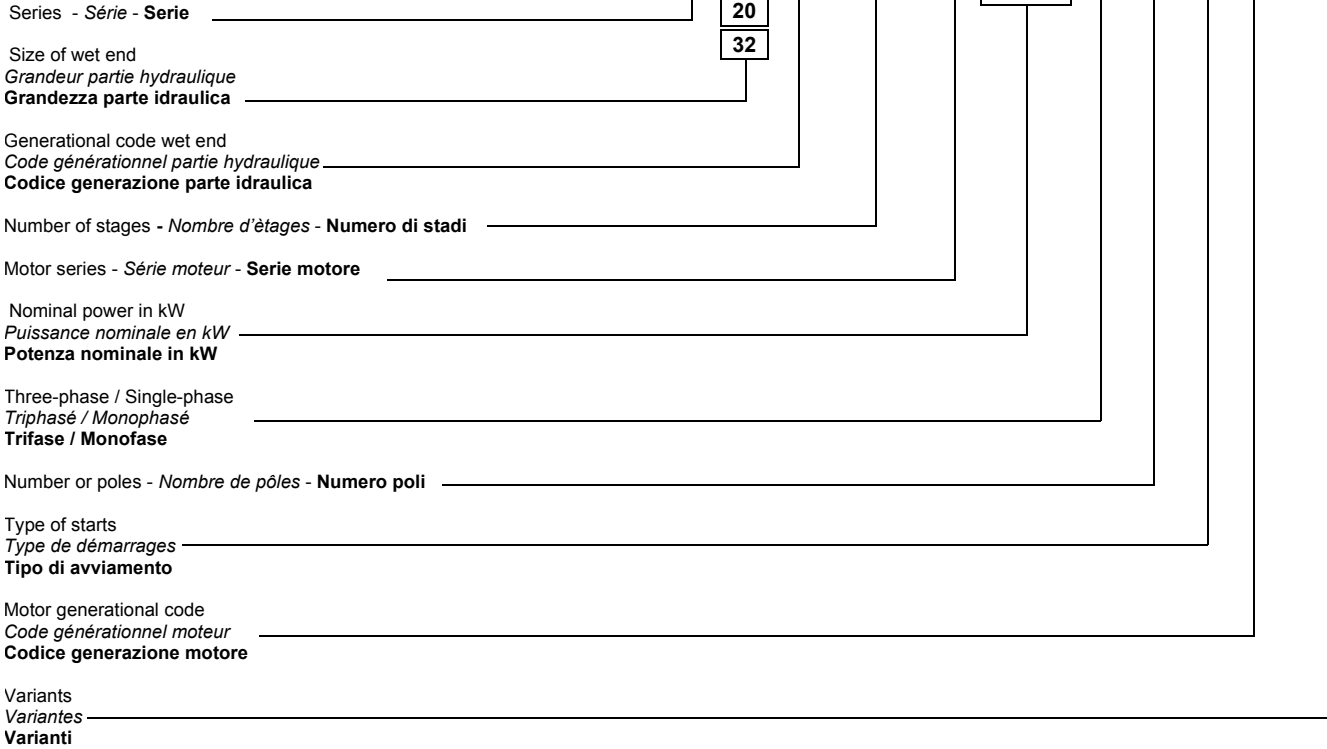 Series - Série - Serie
20
32
Size of wet end
Grandeur partie hydraulique
Grandezza parte idraulica
Generational code wet end
Code générationnel partie hydraulique
Codice generazione parte idraulica
Number of stages - Nombre d'ètages - Numero di stadi
Motor series - Série moteur - Serie motore
Nominal power in kW
Puissance nominale en kW
Potenza nominale in kW
Three-phase / Single-phase
Triphasé / Monophasé
Trifase / Monofase
Number or poles - Nombre de pôles - Numero poli
Type of starts
Type de démarrages
Tipo di avviamento
Motor generational code
Code générationnel moteur
Codice generazione motore
Variants
Variantes
Varianti